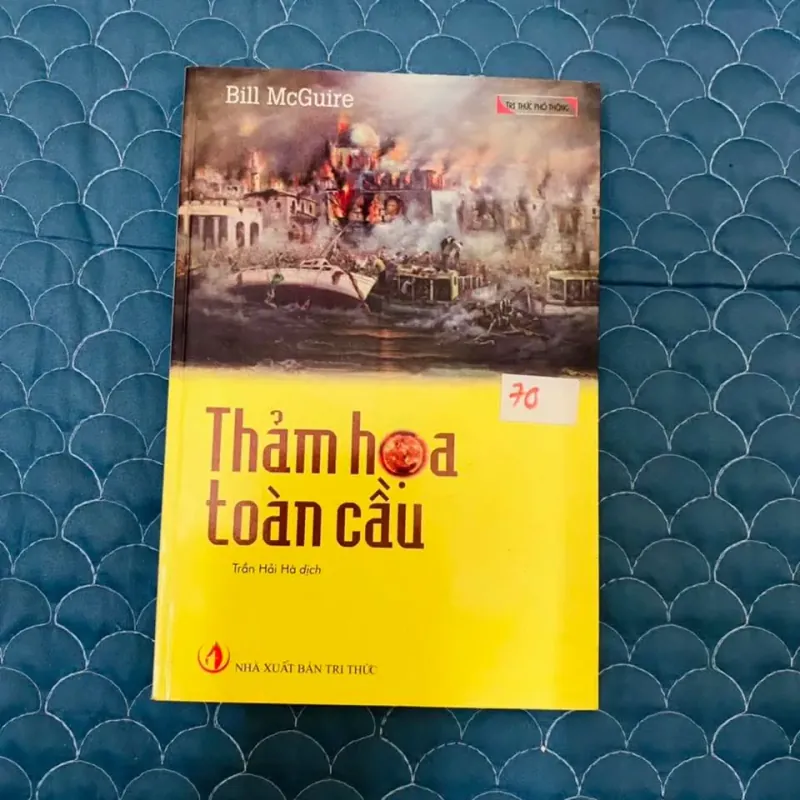 Bill McGuire
TRI THỨC PHỔ THÔNG
70
Thảm họa
toàn cầu
Trần Hải Hà dịch
NHÀ XUẤT BẢN TRI THỨC